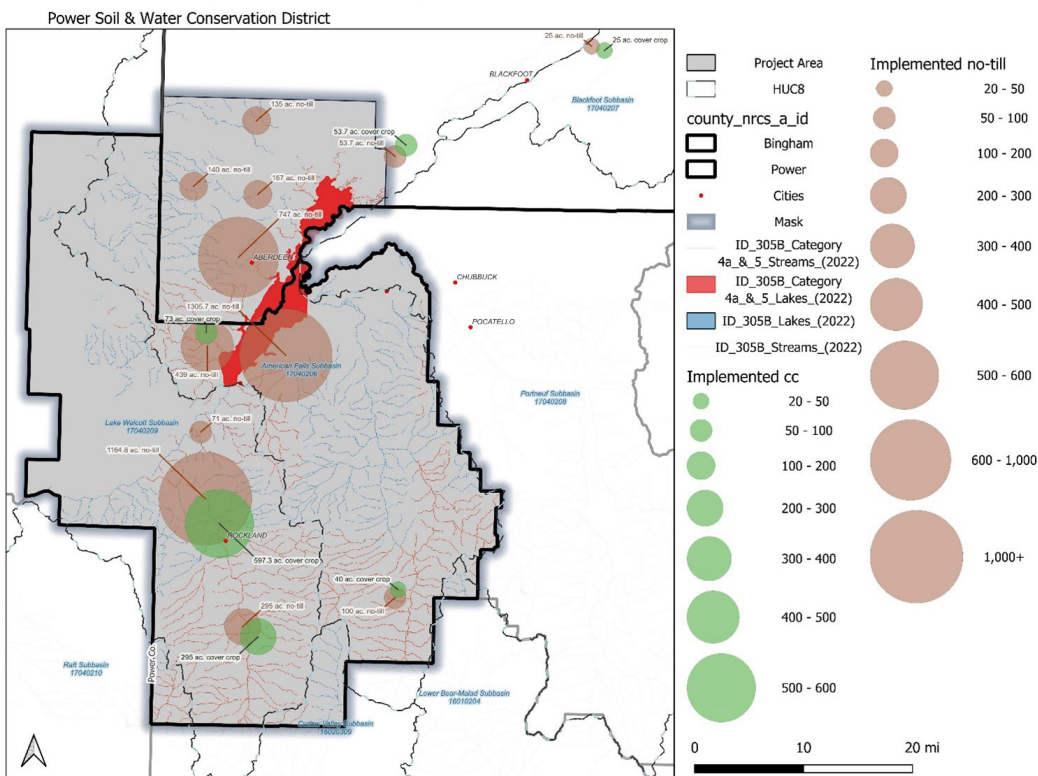 Power Soil & Water Conservation District
25 ac. no-till
25 ac. cover crop
BLACKFOOT
Blackfoot Subbasin
17040207
135 ac. no-till
53.7 ac. cover crop
53.7 ac. no-till
140 ac. no-till
167 ac. no-till
747 ac. no-till
ABERDEEN
CHUBBUCK
1305.7 ac. no-till
73 ac. cover crop
POCATELLO
American Falls Subbasin
17040206
439 ac. no-till
Portneuf Subbasin
17040208
71 ac. no-till
Lake Walcott Subbasin
17040209
1164.8 ac. no-till
ROCKLAND
597.3 ac. cover crop
40 ac. cover crop
100 ac. no-till
295 ac. no-till
295 ac. cover crop
Raft Subbasin
17040210
Power Co.
Lower Bear-Malad Subbasin
16010204
Curlew Valley Subbasin
16020309
Project Area
HUC8
county_nrcs_a_id
Bingham
Power
Cities
Mask
ID_305B_Category
4a_&_5_Streams_(2022)
ID_305B_Category
4a_&_5_Lakes_(2022)
ID_305B_Lakes_(2022)
ID_305B_Streams_(2022)
Implemented cc
20 - 50
50 - 100
100 - 200
200 - 300
300 - 400
400 - 500
500 - 600
Implemented no-till
20 - 50
50 - 100
100 - 200
200 - 300
300 - 400
400 - 500
500 - 600
600 - 1,000
1,000+
0 10 20 mi